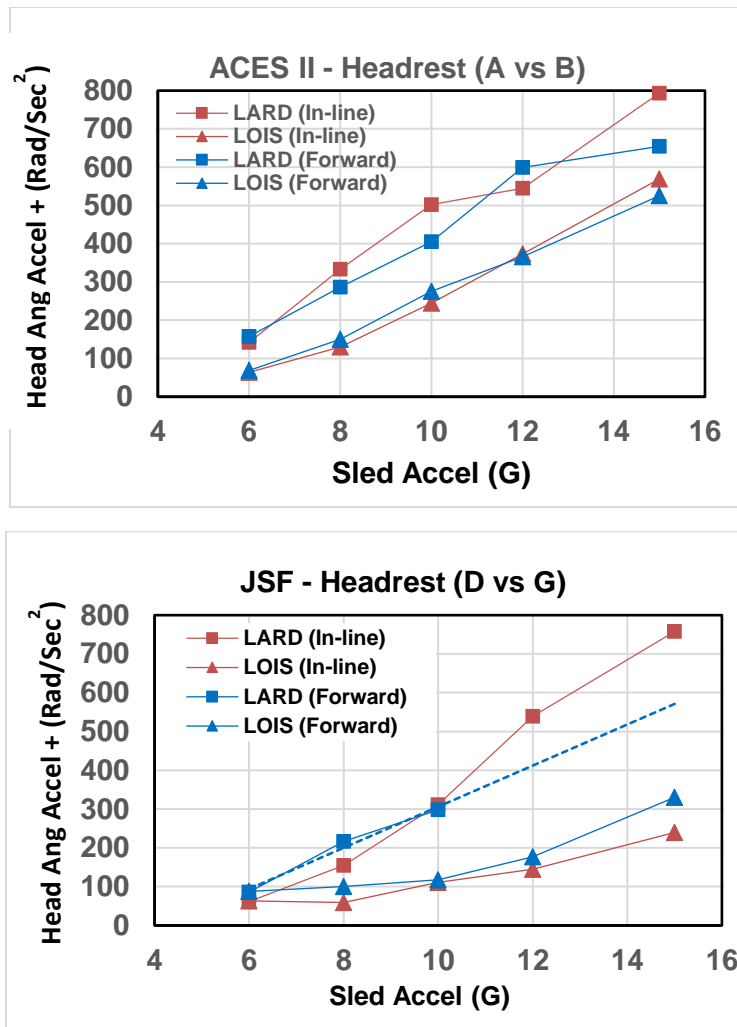 ACES II - Headrest (A vs B)
Head Ang Accel + (Rad/Sec²)
800
700
600
500
400
300
200
100
0
LARD (In-line)
LOIS (In-line)
LARD (Forward)
LOIS (Forward)
4 6 8 10 12 14 16
Sled Accel (G)
JSF - Headrest (D vs G)
Head Ang Accel + (Rad/Sec²)
800
700
600
500
400
300
200
100
0
LARD (In-line)
LOIS (In-line)
LARD (Forward)
LOIS (Forward)
4 6 8 10 12 14 16
Sled Accel (G)